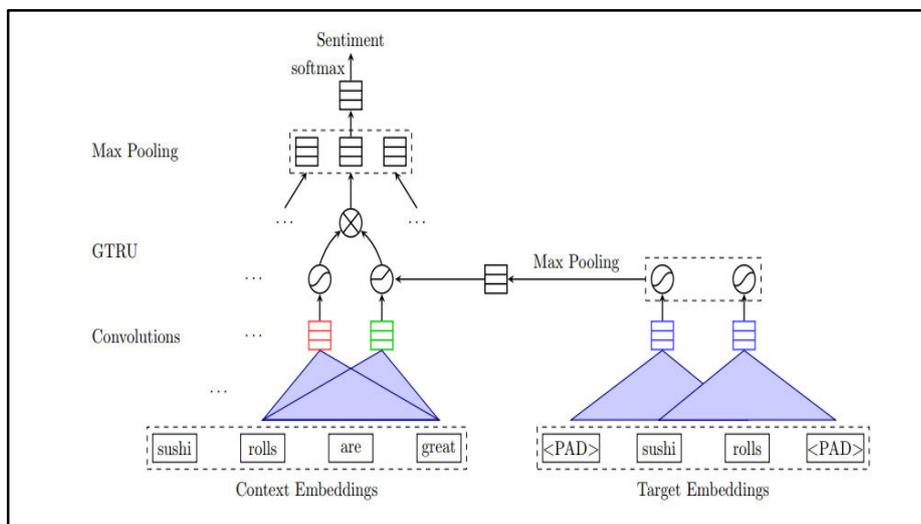 Sentiment
softmax
Max Pooling
...
...
GTRU
...
Max Pooling
Convolutions
...
...
sushi rolls are great
<PAD> sushi rolls <PAD>
Context Embeddings
Target Embeddings